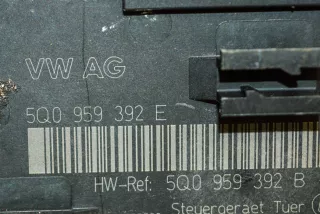 VW AG
5Q0 959 392 E
HW-Ref: 5Q0 959 392 B
Steuergeraet Tuer